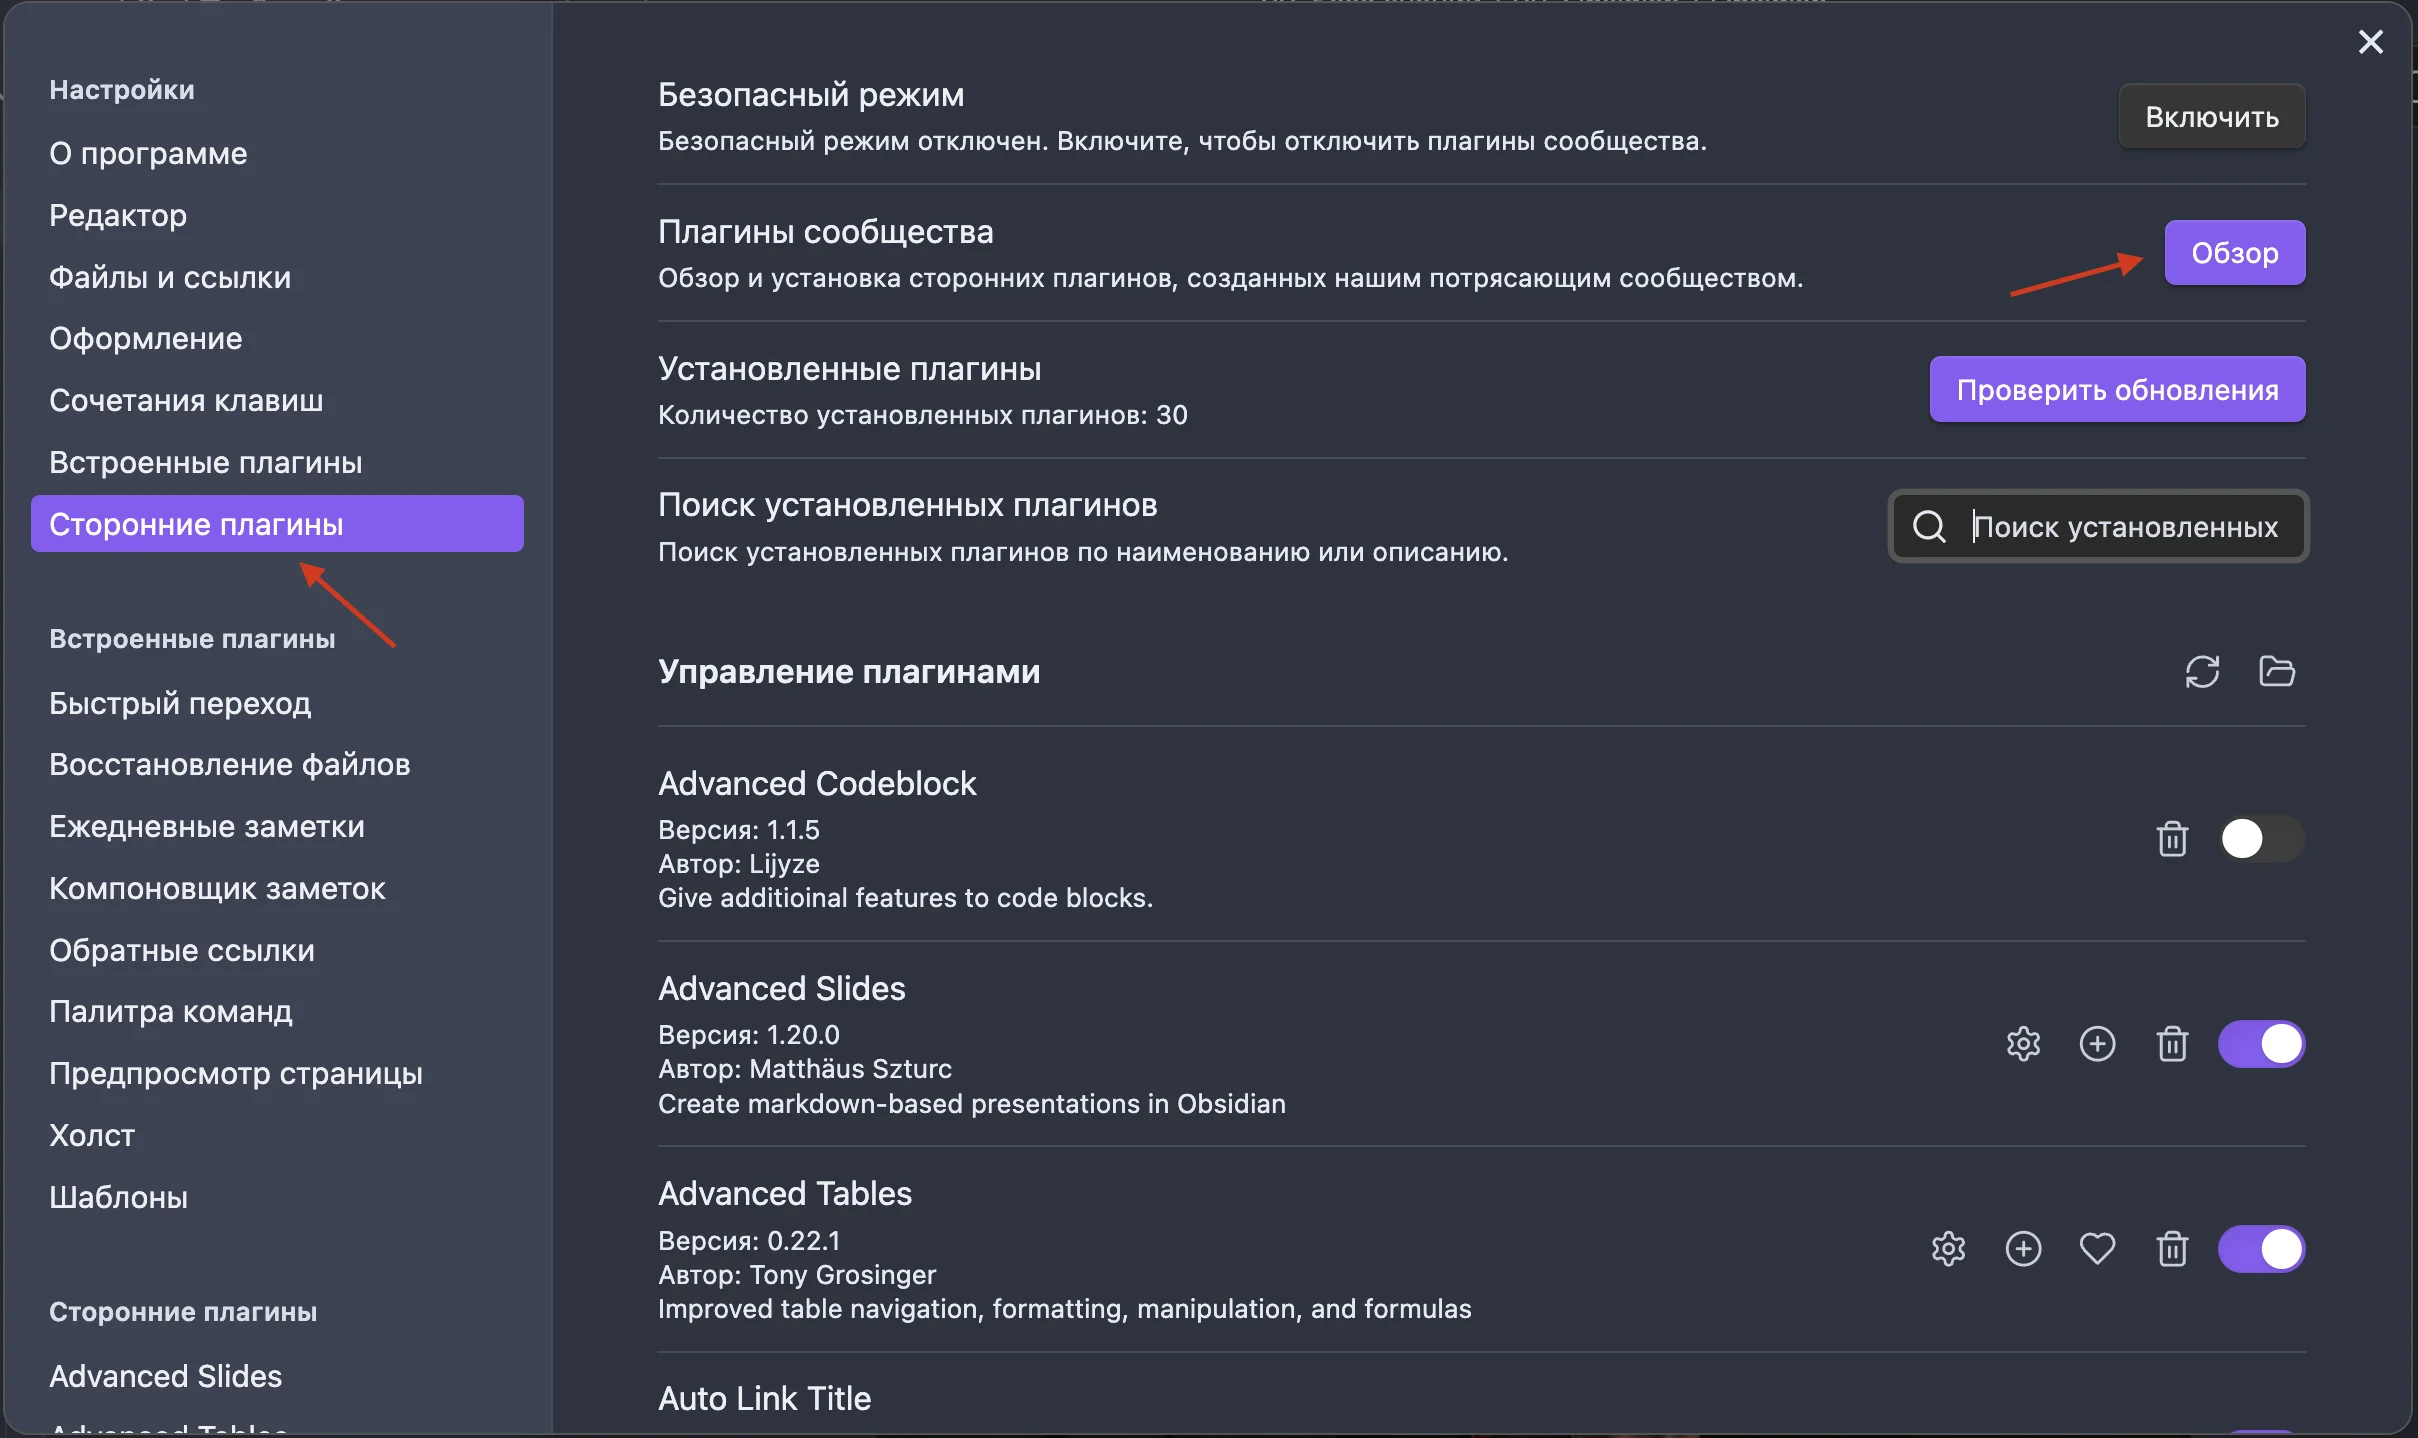 Настройки
О программе
Редактор
Файлы и ссылки
Оформление
Сочетания клавиш
Встроенные плагины
Сторонние плагины
Встроенные плагины
Быстрый переход
Восстановление файлов
Ежедневные заметки
Компоновщик заметок
Обратные ссылки
Палитра команд
Предпросмотр страницы
Холст
Шаблоны
Сторонние плагины
Advanced Slides
Advanced Tables
Безопасный режим
Безопасный режим отключен. Включите, чтобы отключить плагины сообщества.
Включить
Плагины сообщества
Обзор и установка сторонних плагинов, созданных нашим потрясающим сообществом.
Обзор
Установленные плагины
Количество установленных плагинов: 30
Проверить обновления
Поиск установленных плагинов
Поиск установленных плагинов по наименованию или описанию.
Поиск установленных
Управление плагинами
Advanced Codeblock
Версия: 1.1.5
Автор: Lijyze
Give additioinal features to code blocks.
Advanced Slides
Версия: 1.20.0
Автор: Matthäus Szturc
Create markdown-based presentations in Obsidian
Advanced Tables
Версия: 0.22.1
Автор: Tony Grosinger
Improved table navigation, formatting, manipulation, and formulas
Auto Link Title